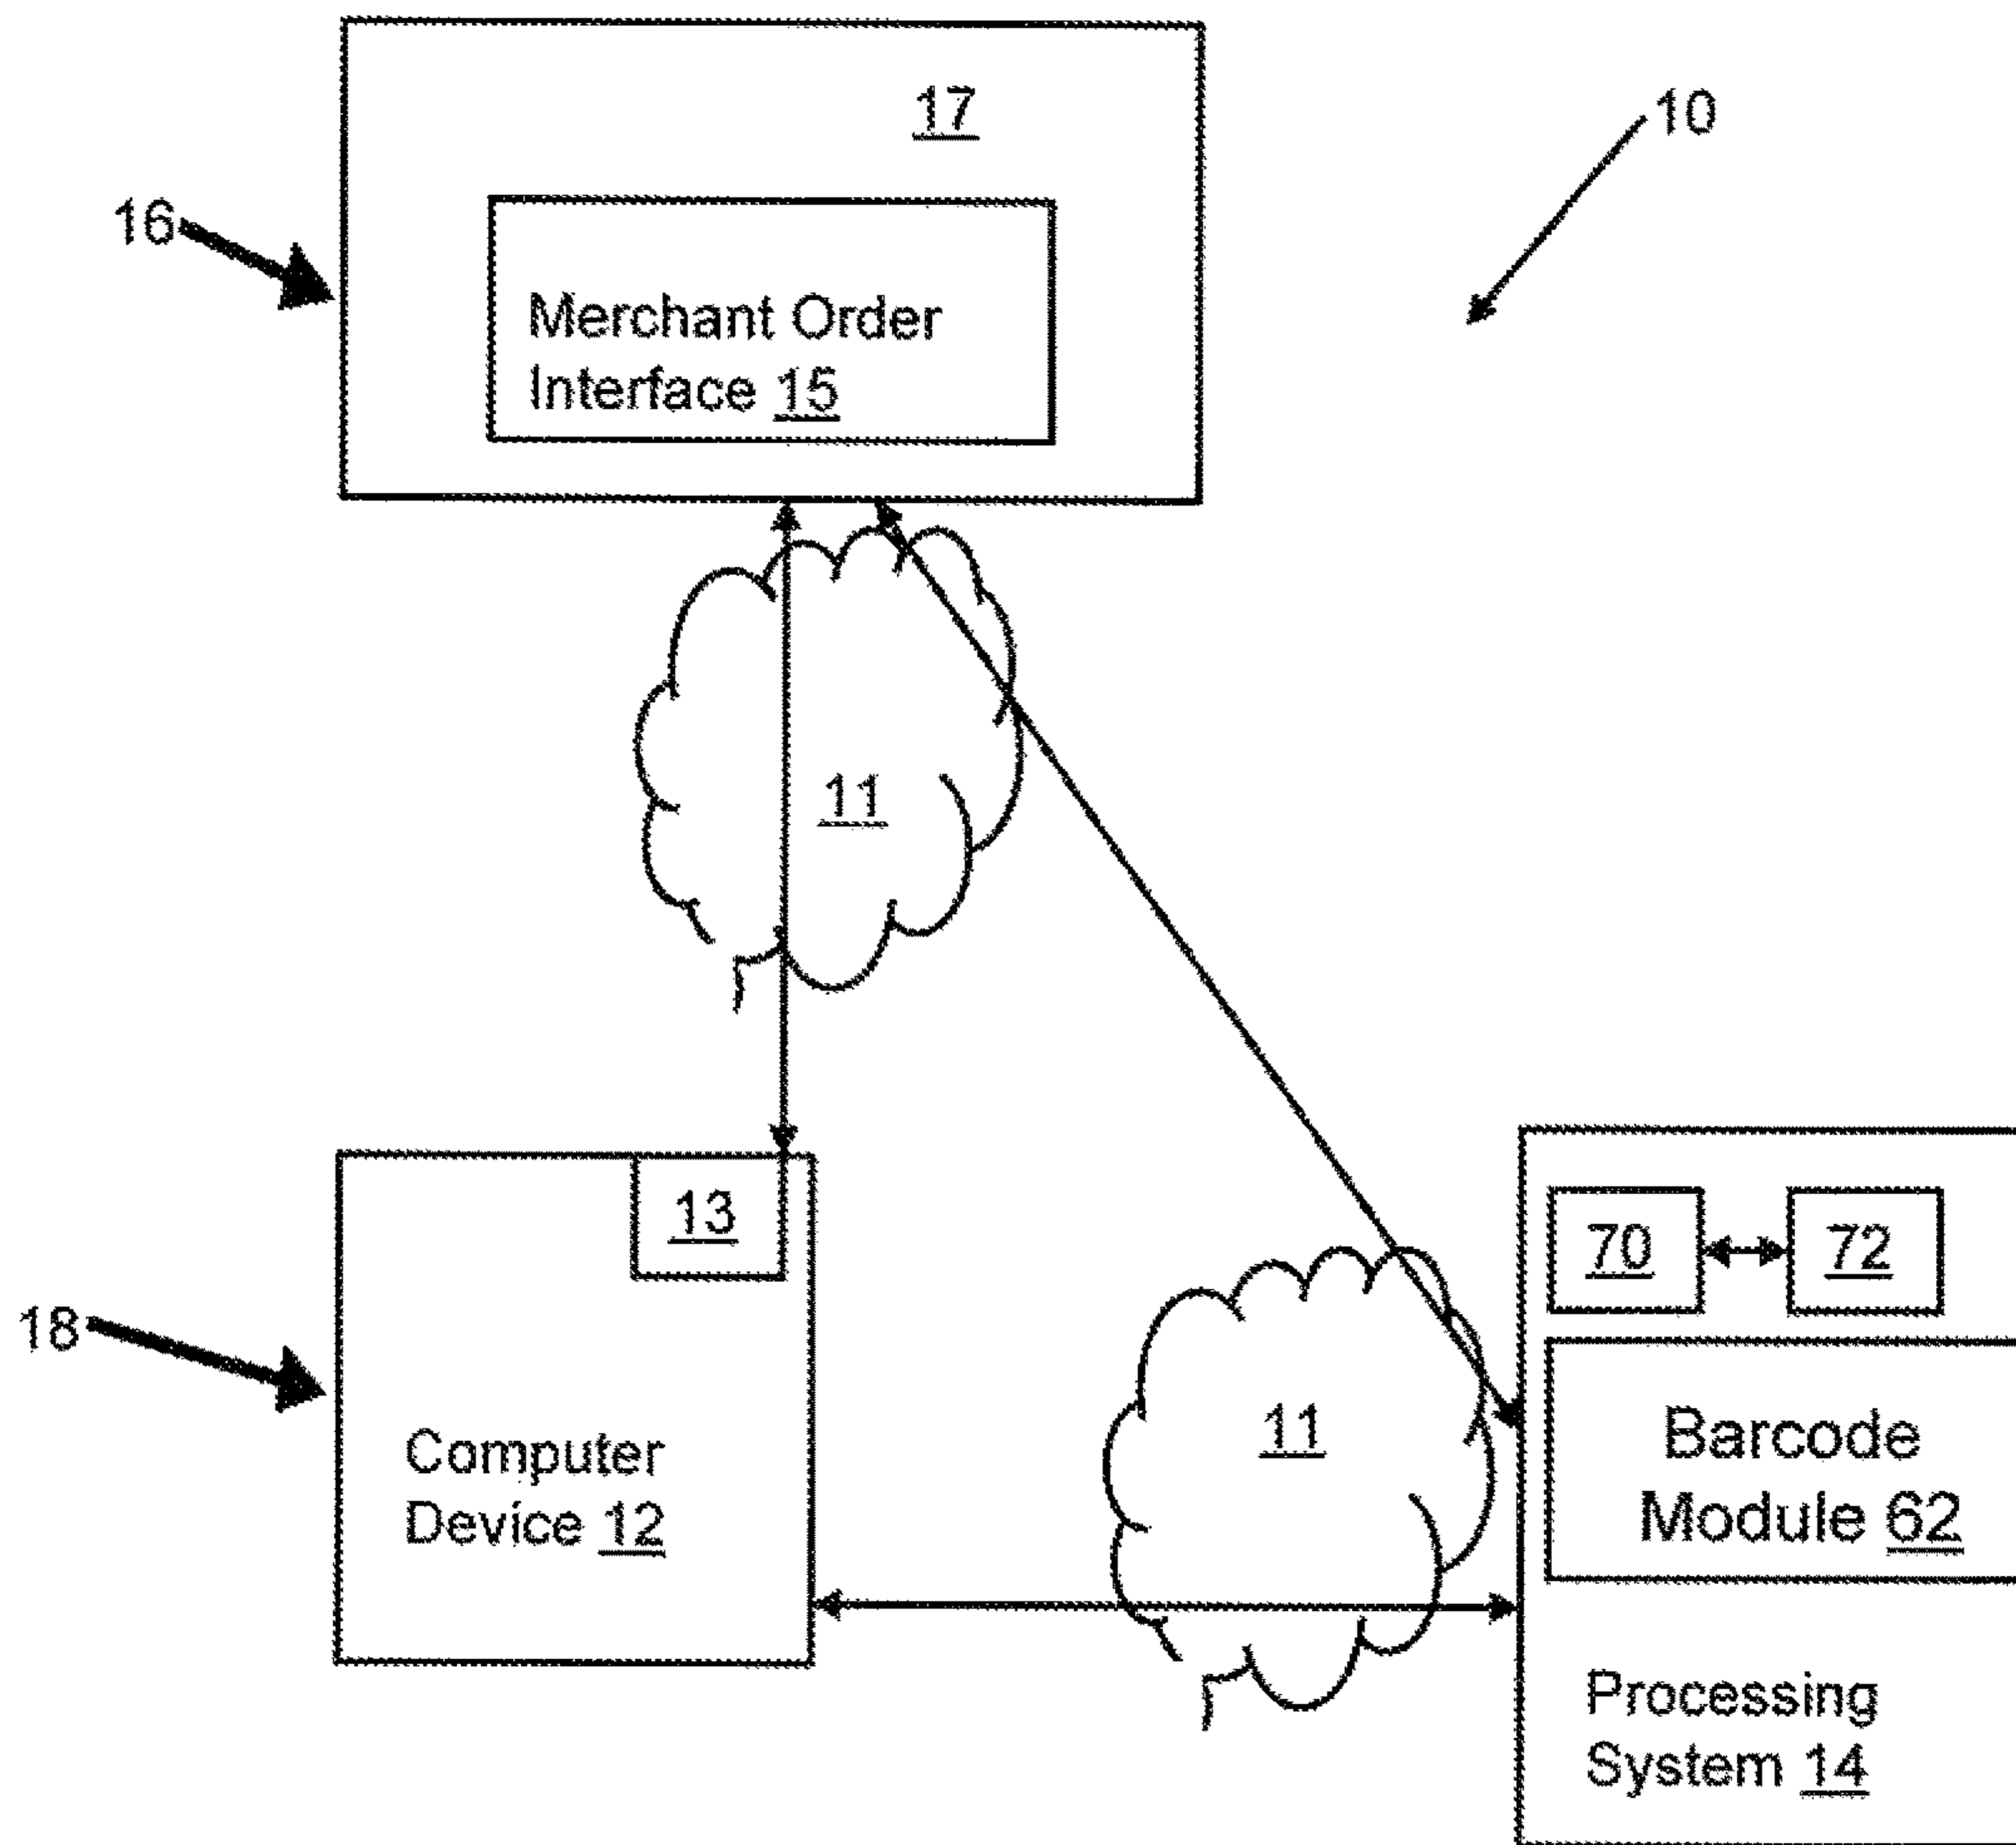 17
10
16
Merchant Order
Interface 15
11
13
70
72
18
11
Barcode
Module 62
Computer
Device 12
Processing
System 14